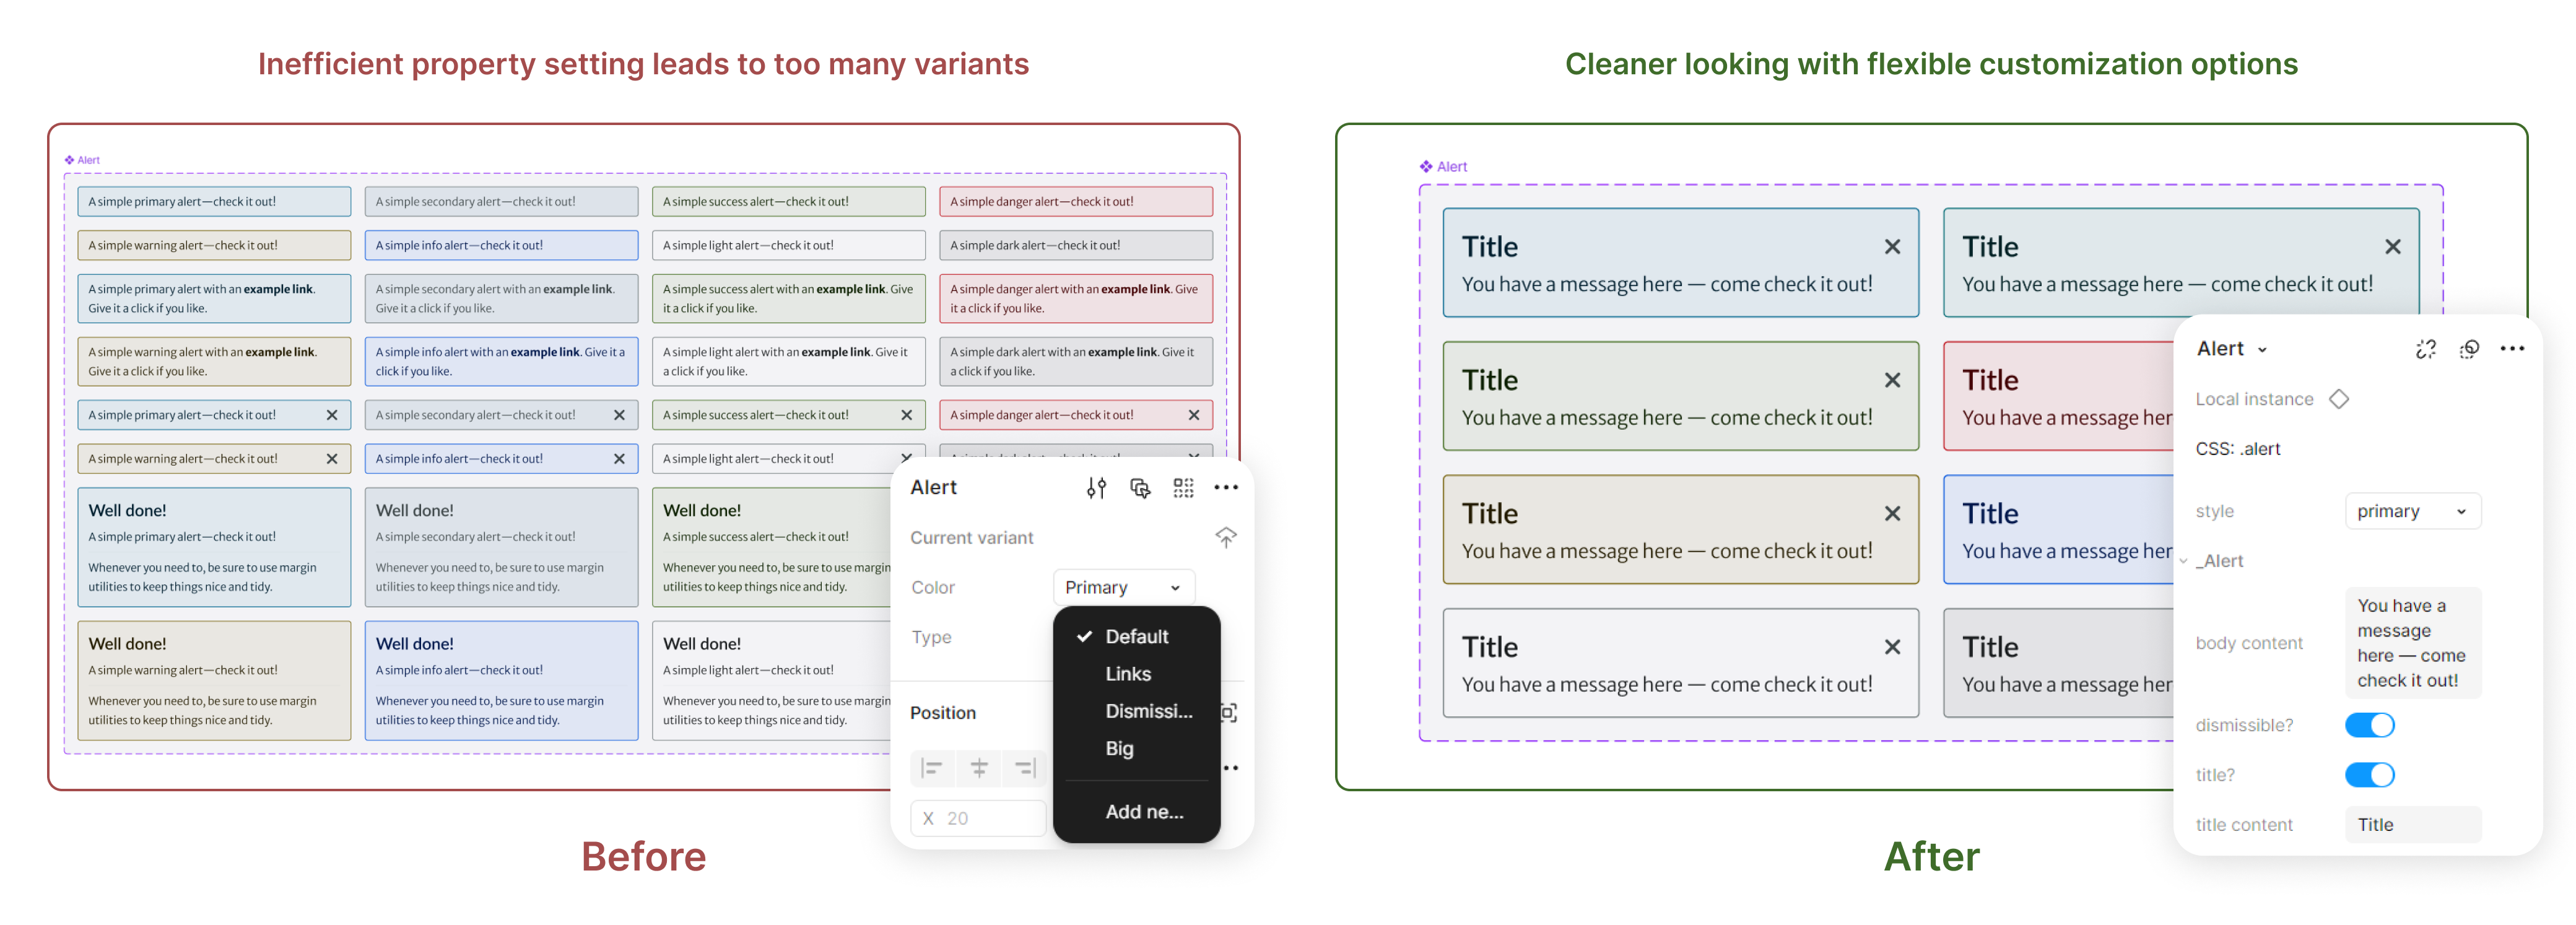 Inefficient property setting leads to too many variants
Alert
A simple primary alert—check it out!
A simple secondary alert—check it out!
A simple success alert—check it out!
A simple danger alert—check it out!
A simple warning alert—check it out!
A simple info alert—check it out!
A simple light alert—check it out!
A simple dark alert—check it out!
A simple primary alert with an example link.
Give it a click if you like.
A simple secondary alert with an example link.
Give it a click if you like.
A simple success alert with an example link. Give
it a click if you like.
A simple danger alert with an example link. Give
it a click if you like.
A simple warning alert with an example link.
Give it a click if you like.
A simple info alert with an example link. Give it a
click if you like.
A simple light alert with an example link. Give it
a click if you like.
A simple dark alert with an example link. Give it
a click if you like.
A simple primary alert—check it out!
A simple secondary alert—check it out!
A simple success alert—check it out!
A simple danger alert—check it out!
A simple warning alert—check it out!
A simple info alert—check it out!
A simple light alert—check it out!
Well done!
A simple primary alert—check it out!
Whenever you need to, be sure to use margin
utilities to keep things nice and tidy.
Well done!
A simple secondary alert—check it out!
Whenever you need to, be sure to use margin
utilities to keep things nice and tidy.
Well done!
A simple success alert—check it out!
Whenever you need to, be sure to use margin
utilities to keep things nice and tidy.
Well done!
A simple warning alert—check it out!
Whenever you need to, be sure to use margin
utilities to keep things nice and tidy.
Well done!
A simple info alert—check it out!
Whenever you need to, be sure to use margin
utilities to keep things nice and tidy.
Well done!
A simple light alert—check it out!
Whenever you need to, be sure to use margin
utilities to keep things nice and tidy.
Alert
Current variant
Color
Primary
Type
Default
Links
Dismissi...
Big
Add ne...
Position
X 20
Before
Cleaner looking with flexible customization options
Alert
Title
You have a message here — come check it out!
Title
You have a message here — come check it out!
Title
You have a message here — come check it out!
Title
You have a message her
Title
You have a message here — come check it out!
Title
You have a message her
Title
You have a message here — come check it out!
Title
You have a message her
Alert
Local instance
CSS: .alert
style
primary
_Alert
body content
You have a
message
here — come
check it out!
dismissible?
title?
title content
Title
After